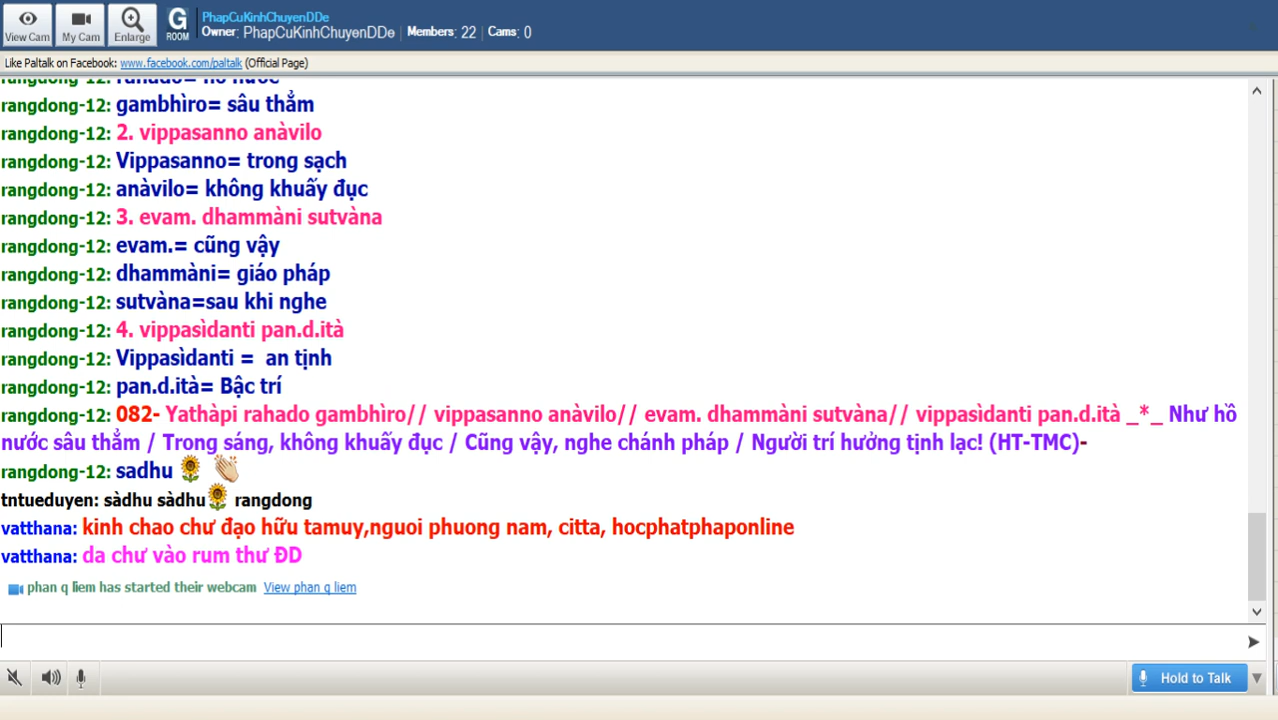 View Cam
My Cam
Enlarge
G
ROOM
PhapCuKinhChuyenDDe
Owner: PhapCuKinhChuyenDDe | Members: 22 | Cams: 0
Like Paltalk on Facebook: www.facebook.com/paltalk (Official Page)
rangdong-12: rahado= hồ nước
rangdong-12: gambhìro= sâu thẳm
rangdong-12: 2. vippasanno anàvilo
rangdong-12: Vippasanno= trong sạch
rangdong-12: anàvilo= không khuấy đục
rangdong-12: 3. evam. dhammàni sutvàna
rangdong-12: evam.= cũng vậy
rangdong-12: dhammàni= giáo pháp
rangdong-12: sutvàna=sau khi nghe
rangdong-12: 4. vippasìdanti pan.d.ità
rangdong-12: Vippasìdanti = an tịnh
rangdong-12: pan.d.ità= Bậc trí
rangdong-12: 082- Yathàpi rahado gambhìro// vippasanno anàvilo// evam. dhammàni sutvàna// vippasìdanti pan.d.ità _*_ Như hồ
nước sâu thẳm / Trong sáng, không khuấy đục / Cũng vậy, nghe chánh pháp / Người trí hưởng tịnh lạc! (HT-TMC)-
rangdong-12: sadhu
tntueduyen: sàdhu sàdhu rangdong
vatthana: kinh chao chư đạo hữu tamuy,nguoi phuong nam, citta, hocphatphaponline
vatthana: da chư vào rum thư ĐD
phan q liem has started their webcam View phan q liem
Hold to Talk